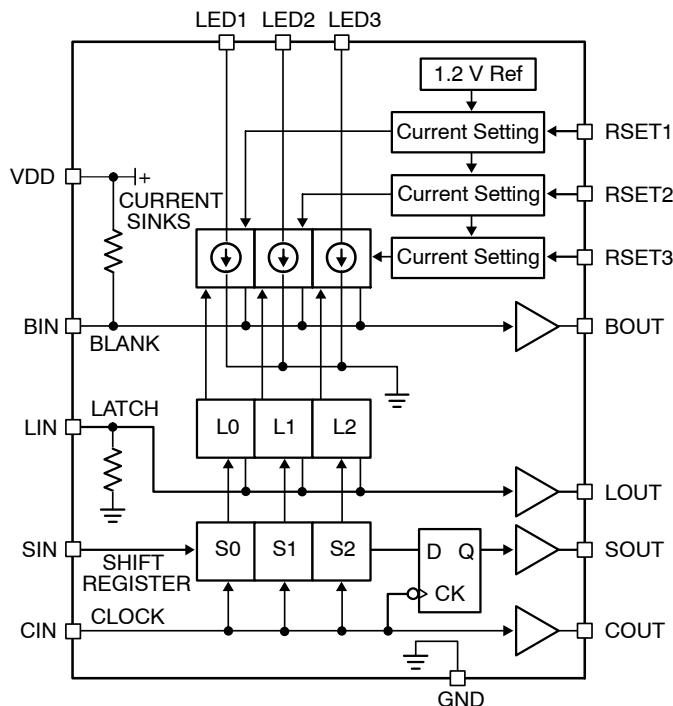 LED1 LED2 LED3
1.2 V Ref
Current Setting
RSET1
VDD
+
CURRENT
SINKS
Current Setting
RSET2
Current Setting
RSET3
BIN
BLANK
BOUT
LIN
LATCH
L0 L1 L2
LOUT
SIN
SHIFT
REGISTER
S0 S1 S2
D Q
CK
SOUT
CIN
CLOCK
COUT
GND